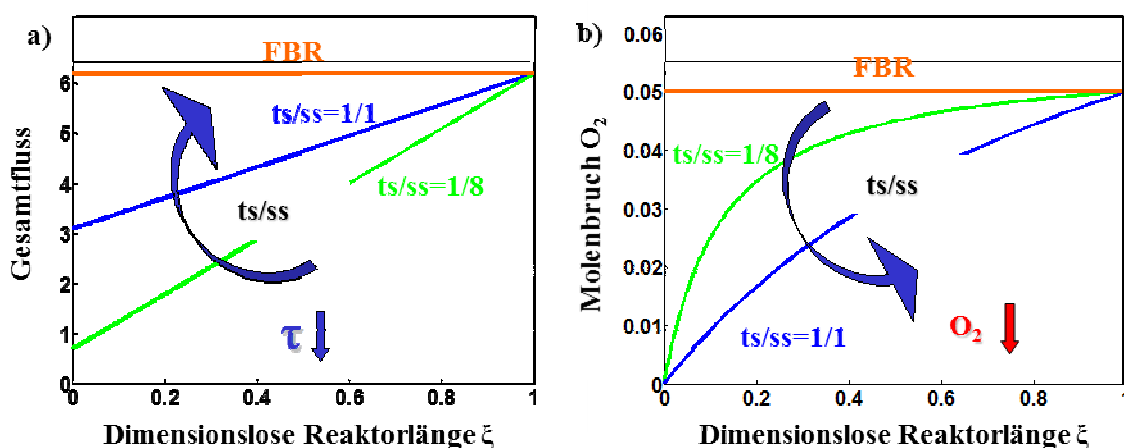 a)
FBR
ts/ss=1/1
ts/ss=1/8
ts/ss
τ
Gesamtfluss
6
5
4
3
2
1
0
0 0.2 0.4 0.6 0.8 1
Dimensionslose Reaktorlänge ξ
b)
FBR
ts/ss=1/8
ts/ss
ts/ss=1/1
O₂
Molenbruch O₂
0.06
0.05
0.04
0.03
0.02
0.01
0
0.2 0.4 0.6 0.8 1
Dimensionslose Reaktorlänge ξ